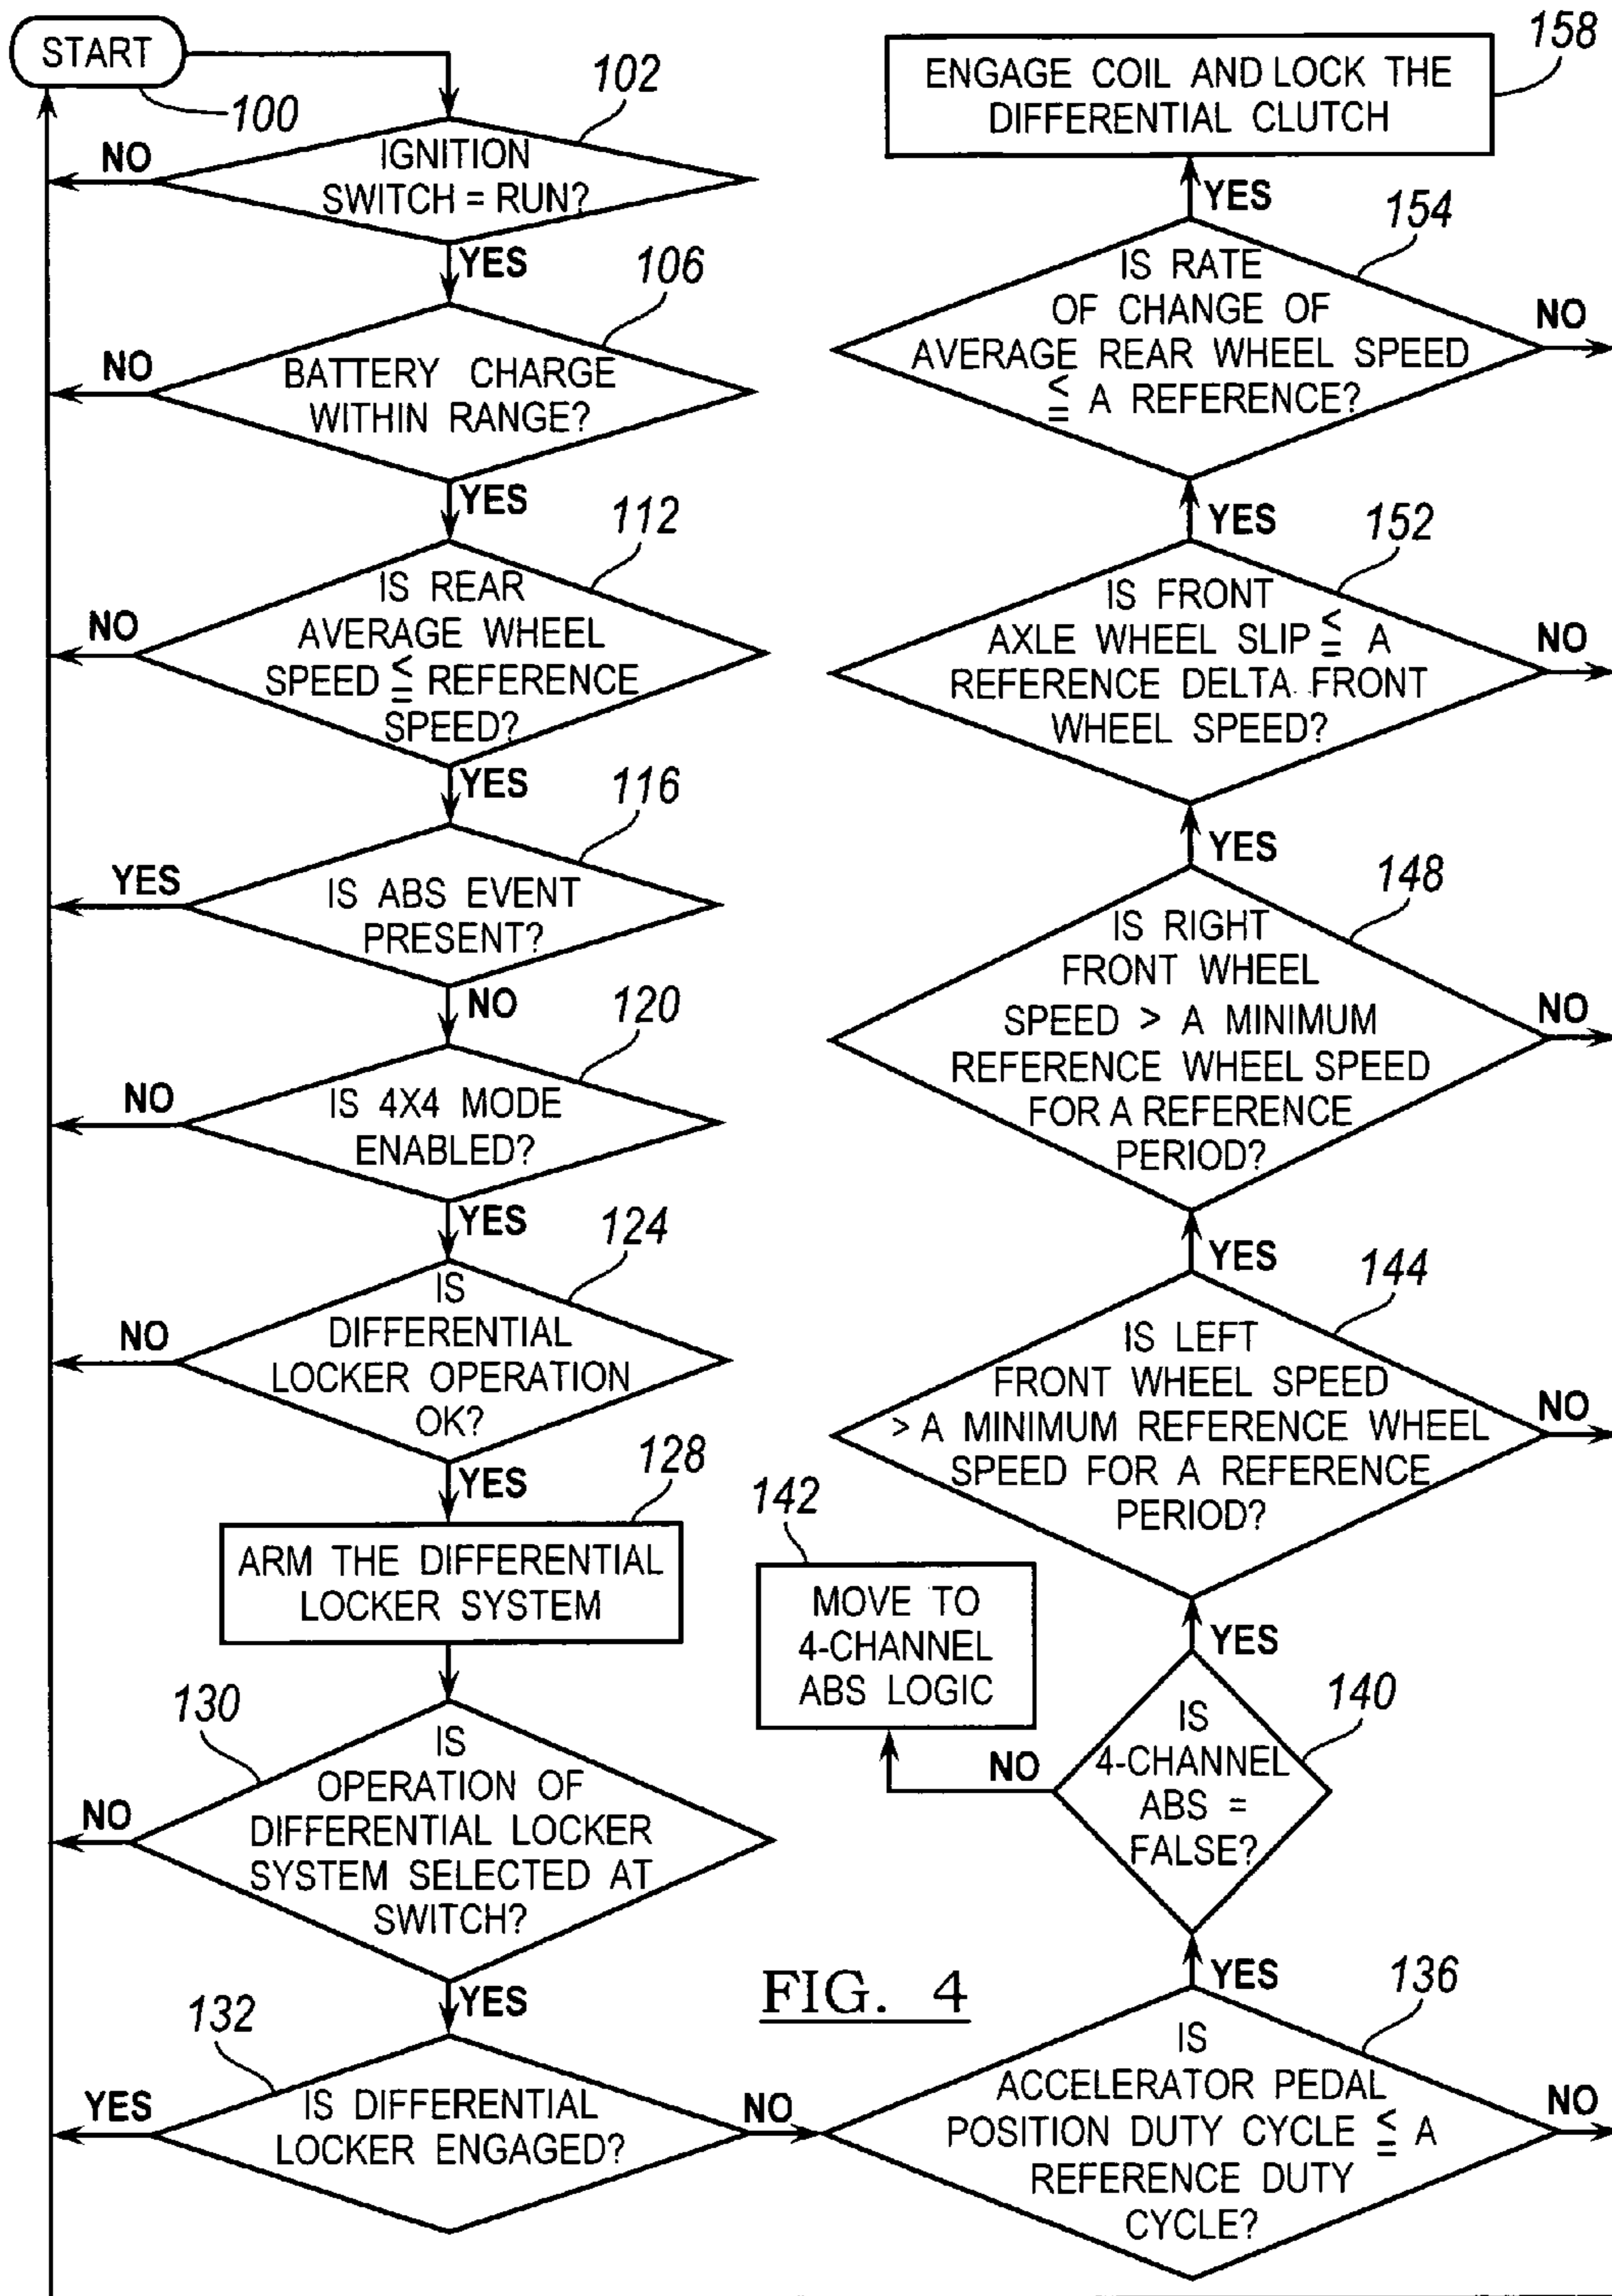 START
100
102
IGNITION
SWITCH = RUN?
NO
YES
106
BATTERY CHARGE
WITHIN RANGE?
NO
YES
112
IS REAR
AVERAGE WHEEL
SPEED ≦ REFERENCE
SPEED?
NO
YES
116
IS ABS EVENT
PRESENT?
YES
NO
120
IS 4X4 MODE
ENABLED?
NO
YES
124
IS
DIFFERENTIAL
LOCKER OPERATION
OK?
NO
YES
128
ARM THE DIFFERENTIAL
LOCKER SYSTEM
130
IS
OPERATION OF
DIFFERENTIAL LOCKER
SYSTEM SELECTED AT
SWITCH?
NO
YES
132
IS DIFFERENTIAL
LOCKER ENGAGED?
YES
NO
FIG. 4
158
ENGAGE COIL AND LOCK THE
DIFFERENTIAL CLUTCH
YES
154
IS RATE
OF CHANGE OF
AVERAGE REAR WHEEL SPEED
≦ A REFERENCE?
NO
YES
152
IS FRONT
AXLE WHEEL SLIP ≦ A
REFERENCE DELTA FRONT
WHEEL SPEED?
NO
YES
148
IS RIGHT
FRONT WHEEL
SPEED > A MINIMUM
REFERENCE WHEEL SPEED
FOR A REFERENCE
PERIOD?
NO
YES
144
IS LEFT
FRONT WHEEL SPEED
> A MINIMUM REFERENCE WHEEL
SPEED FOR A REFERENCE
PERIOD?
NO
142
MOVE TO
4-CHANNEL
ABS LOGIC
YES
140
IS
4-CHANNEL
ABS =
FALSE?
NO
YES
136
IS
ACCELERATOR PEDAL
POSITION DUTY CYCLE ≦ A
REFERENCE DUTY
CYCLE?
NO